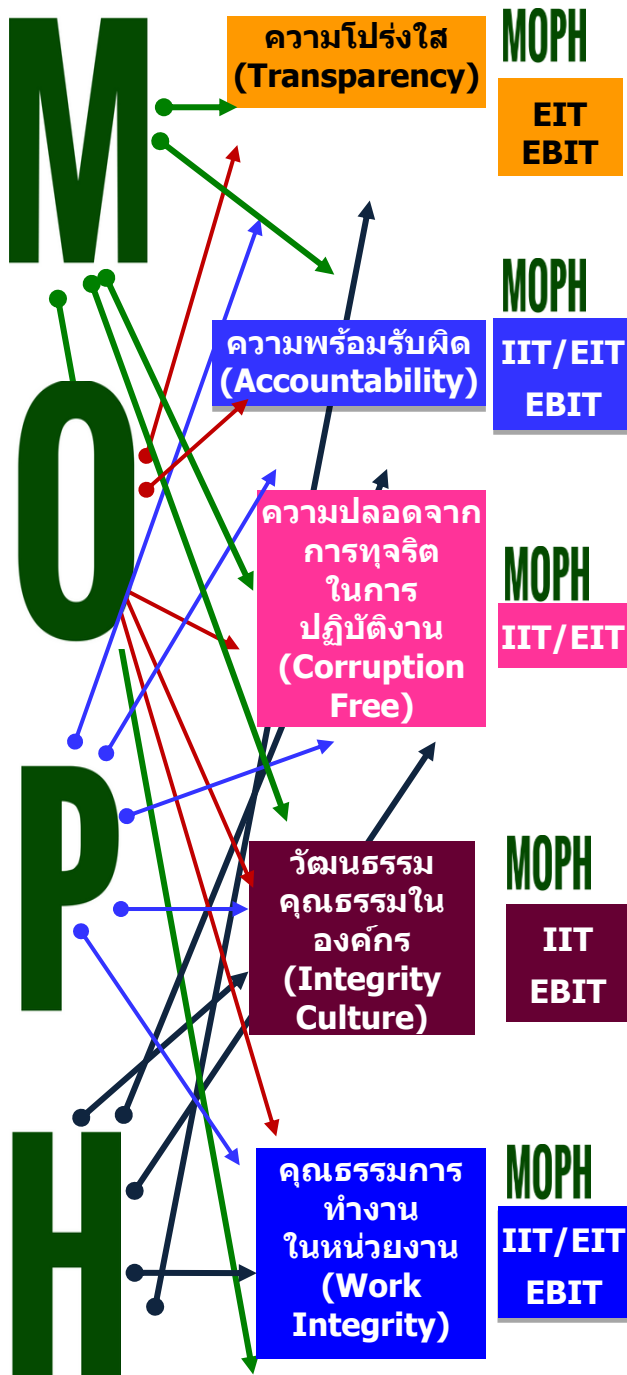 M
O
P
H
ความโปร่งใส
(Transparency)
MOPH
EIT
EBIT
ความพร้อมรับผิด
(Accountability)
MOPH
IIT/EIT
EBIT
ความปลอดจาก
การทุจริต
ในการ
ปฏิบัติงาน
(Corruption
Free)
MOPH
IIT/EIT
วัฒนธรรม
คุณธรรมใน
องค์กร
(Integrity
Culture)
MOPH
IIT
EBIT
คุณธรรมการ
ทำงาน
ในหน่วยงาน
(Work
Integrity)
MOPH
IIT/EIT
EBIT